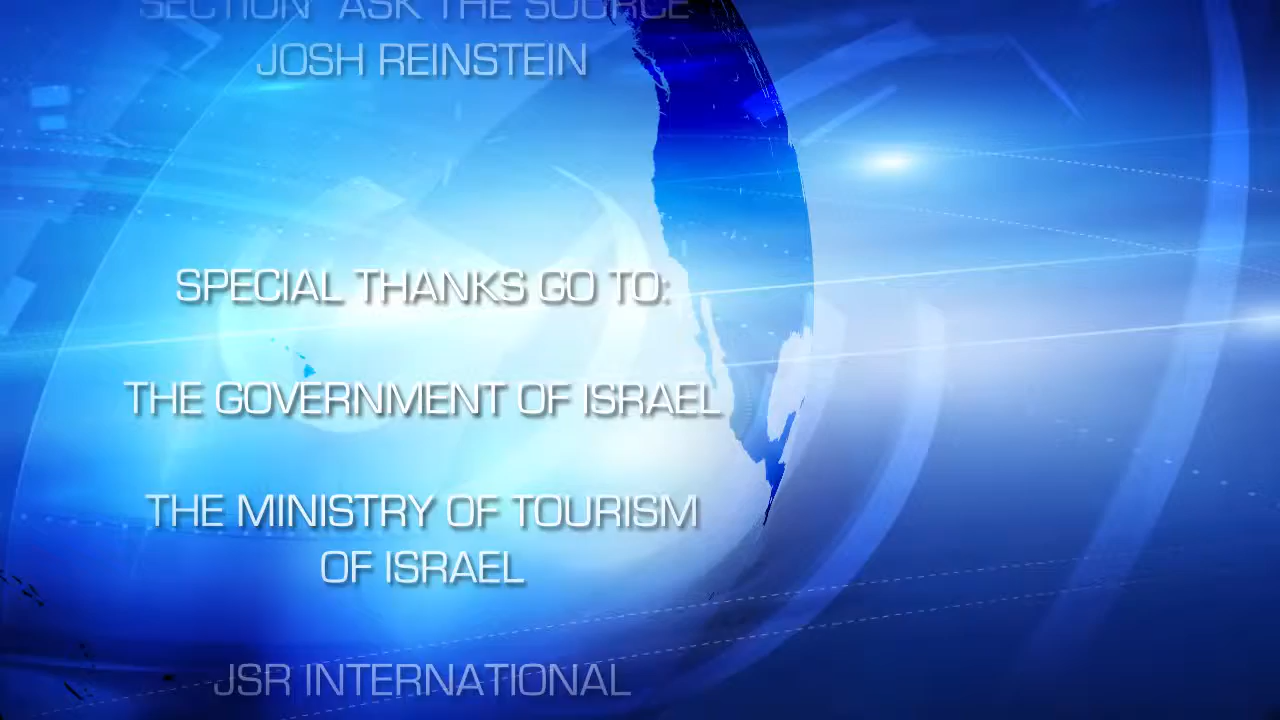 SECTION ASK THE SOURCE
JOSH REINSTEIN
SPECIAL THANKS GO TO:
THE GOVERNMENT OF ISRAEL
THE MINISTRY OF TOURISM
OF ISRAEL
JSR INTERNATIONAL